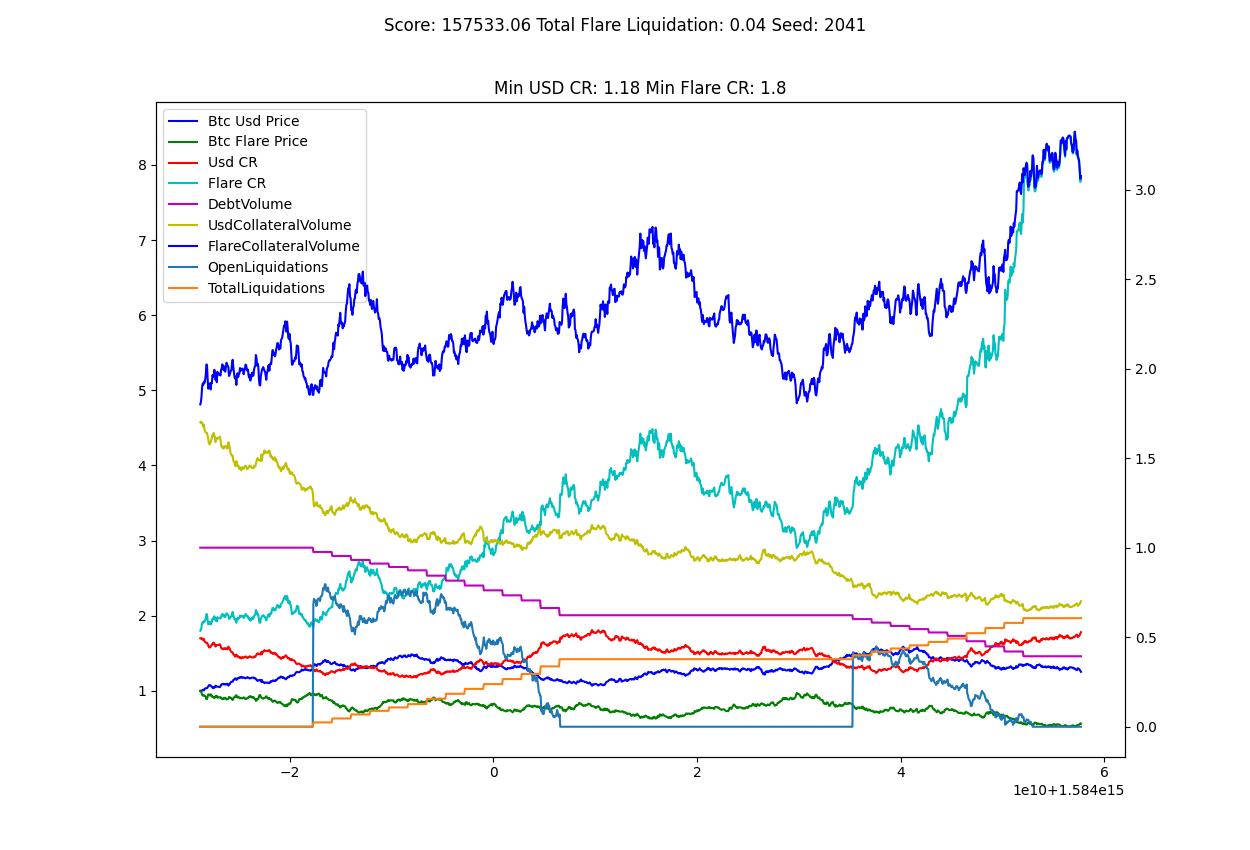 Score: 157533.06 Total Flare Liquidation: 0.04 Seed: 2041
Min USD CR: 1.18 Min Flare CR: 1.8
Btc Usd Price
Btc Flare Price
Usd CR
Flare CR
DebtVolume
UsdCollateralVolume
FlareCollateralVolume
OpenLiquidations
TotalLiquidations
8
7
6
5
4
3
2
1
3.0
2.5
2.0
1.5
1.0
0.5
0.0
−2 0 2 4 6
1e10+1.584e15